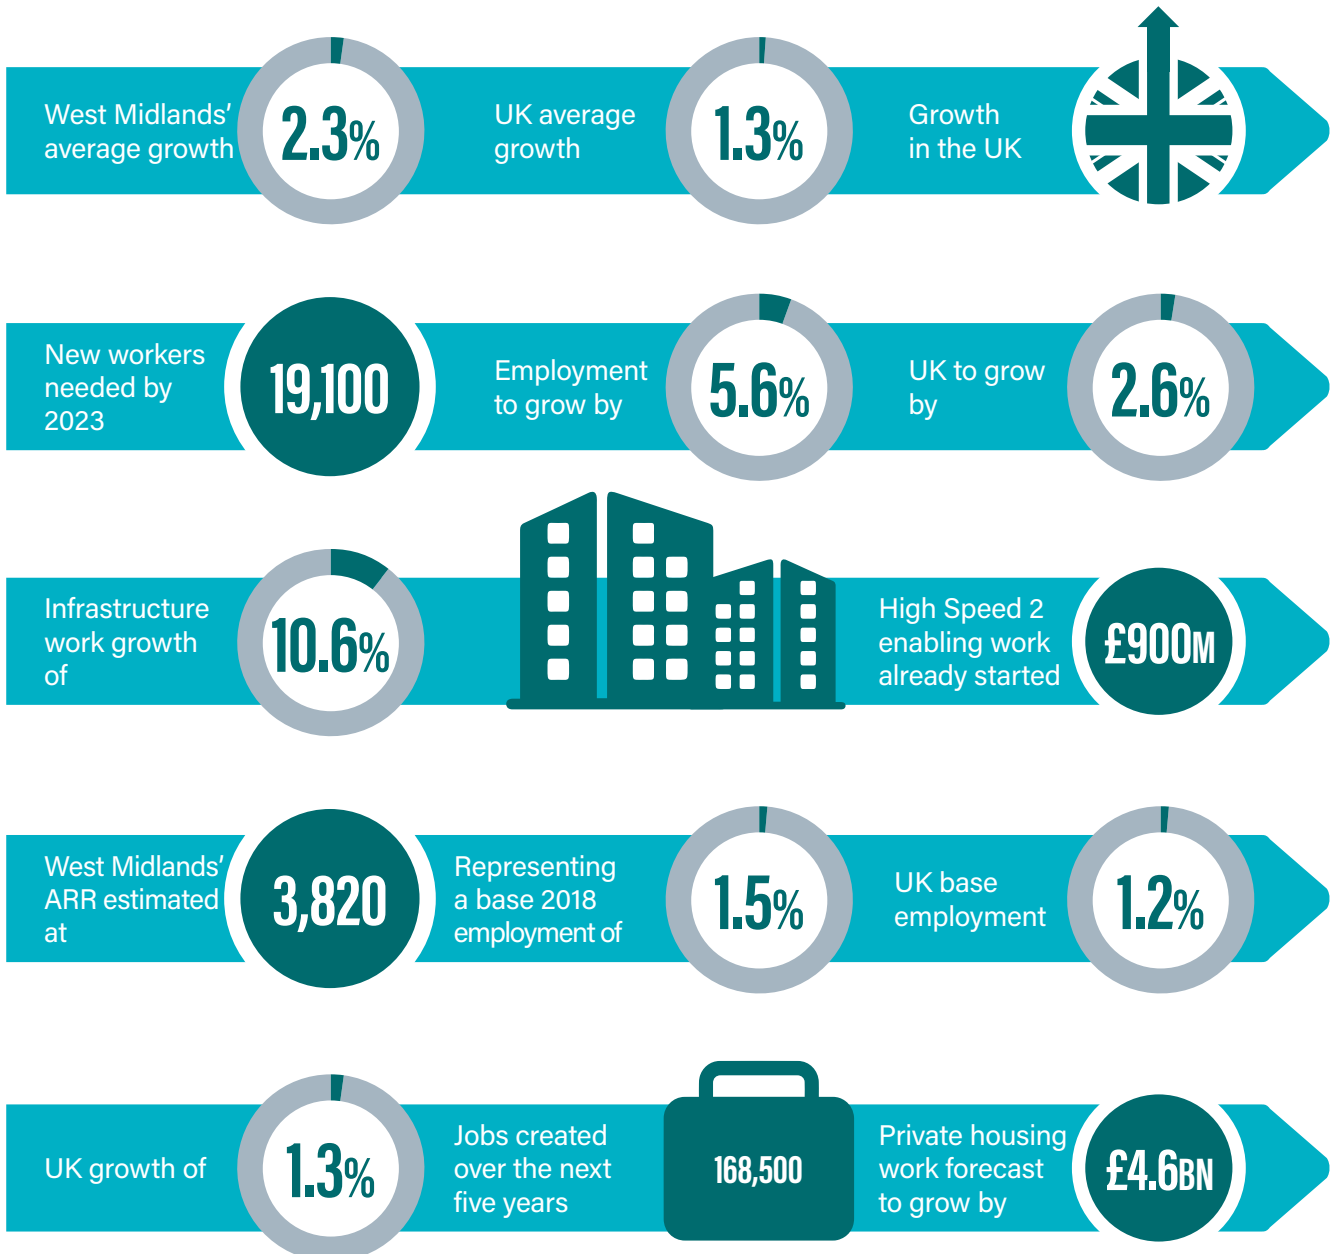 West Midlands'
average growth
2.3%
UK average
growth
1.3%
Growth
in the UK
New workers
needed by
2023
19,100
Employment
to grow by
5.6%
UK to grow
by
2.6%
Infrastructure
work growth
of
10.6%
High Speed 2
enabling work
already started
£900M
West Midlands'
ARR estimated
at
3,820
Representing
a base 2018
employment of
1.5%
UK base
employment
1.2%
UK growth of
1.3%
Jobs created
over the next
five years
168,500
Private housing
work forecast
to grow by
£4.6BN